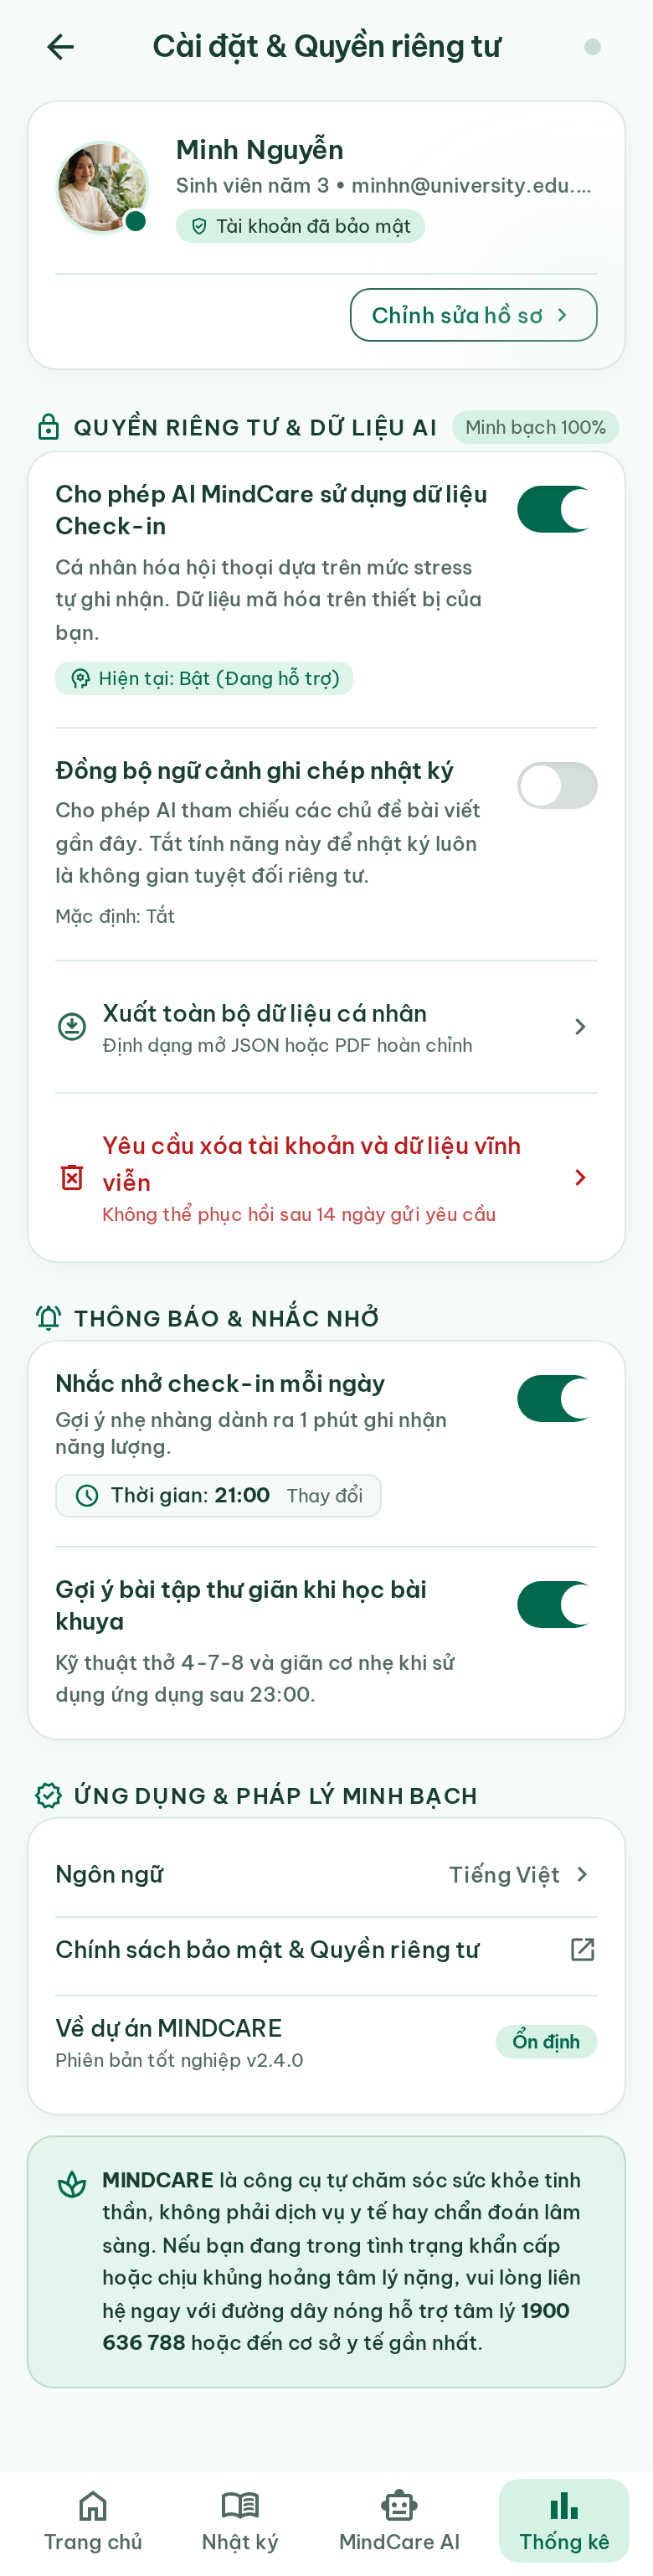 Cài đặt & Quyền riêng tư
Minh Nguyễn
Sinh viên năm 3 • minhn@university.edu....
Tài khoản đã bảo mật
Chỉnh sửa hồ sơ
QUYỀN RIÊNG TƯ & DỮ LIỆU AI
Minh bạch 100%
Cho phép AI MindCare sử dụng dữ liệu
Check-in
Cá nhân hóa hội thoại dựa trên mức stress
tự ghi nhận. Dữ liệu mã hóa trên thiết bị của
bạn.
Hiện tại: Bật (Đang hỗ trợ)
Đồng bộ ngữ cảnh ghi chép nhật ký
Cho phép AI tham chiếu các chủ đề bài viết
gần đây. Tắt tính năng này để nhật ký luôn
là không gian tuyệt đối riêng tư.
Mặc định: Tắt
Xuất toàn bộ dữ liệu cá nhân
Định dạng mở JSON hoặc PDF hoàn chỉnh
Yêu cầu xóa tài khoản và dữ liệu vĩnh
viễn
Không thể phục hồi sau 14 ngày gửi yêu cầu
THÔNG BÁO & NHẮC NHỞ
Nhắc nhở check-in mỗi ngày
Gợi ý nhẹ nhàng dành ra 1 phút ghi nhận
năng lượng.
Thời gian: 21:00 Thay đổi
Gợi ý bài tập thư giãn khi học bài
khuya
Kỹ thuật thở 4-7-8 và giãn cơ nhẹ khi sử
dụng ứng dụng sau 23:00.
ỨNG DỤNG & PHÁP LÝ MINH BẠCH
Ngôn ngữ
Tiếng Việt
Chính sách bảo mật & Quyền riêng tư
Về dự án MINDCARE
Phiên bản tốt nghiệp v2.4.0
Ổn định
MINDCARE là công cụ tự chăm sóc sức khỏe tinh
thần, không phải dịch vụ y tế hay chẩn đoán lâm
sàng. Nếu bạn đang trong tình trạng khẩn cấp
hoặc chịu khủng hoảng tâm lý nặng, vui lòng liên
hệ ngay với đường dây nóng hỗ trợ tâm lý 1900
636 788 hoặc đến cơ sở y tế gần nhất.
Trang chủ
Nhật ký
MindCare AI
Thống kê